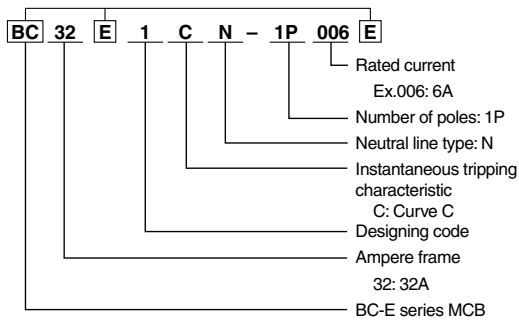 BC 32 E 1 C N – 1P 006 E
Rated current
Ex.006: 6A
Number of poles: 1P
Neutral line type: N
Instantaneous tripping
characteristic
C: Curve C
Designing code
Ampere frame
32: 32A
BC-E series MCB